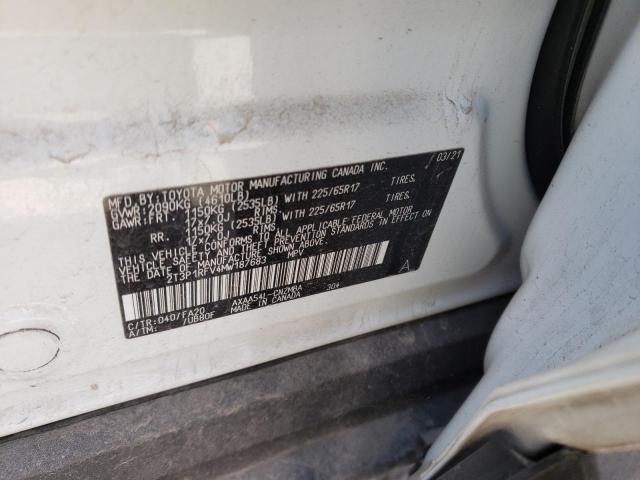 MFD. BY: TOYOTA MOTOR MANUFACTURING CANADA INC. 03/21
GVWR: 2090KG (4610LB)
GAWR: FRT. 1150KG (2535LB) WITH 225/65R17 TIRES.
17X7.0J RIMS
RR. 1150KG (2535LB) WITH 225/65R17 TIRES.
17X7.0J RIMS
THIS VEHICLE CONFORMS TO ALL APPLICABLE FEDERAL MOTOR
VEHICLE SAFETY AND THEFT PREVENTION STANDARDS IN EFFECT ON
THE DATE OF MANUFACTURE SHOWN ABOVE.
2T3P1RFV4MW187683 MPV
A
C/TR: 040/FA20 AXAA54L-CNZMBA 304
A/TM: /UB80F MADE IN CANADA